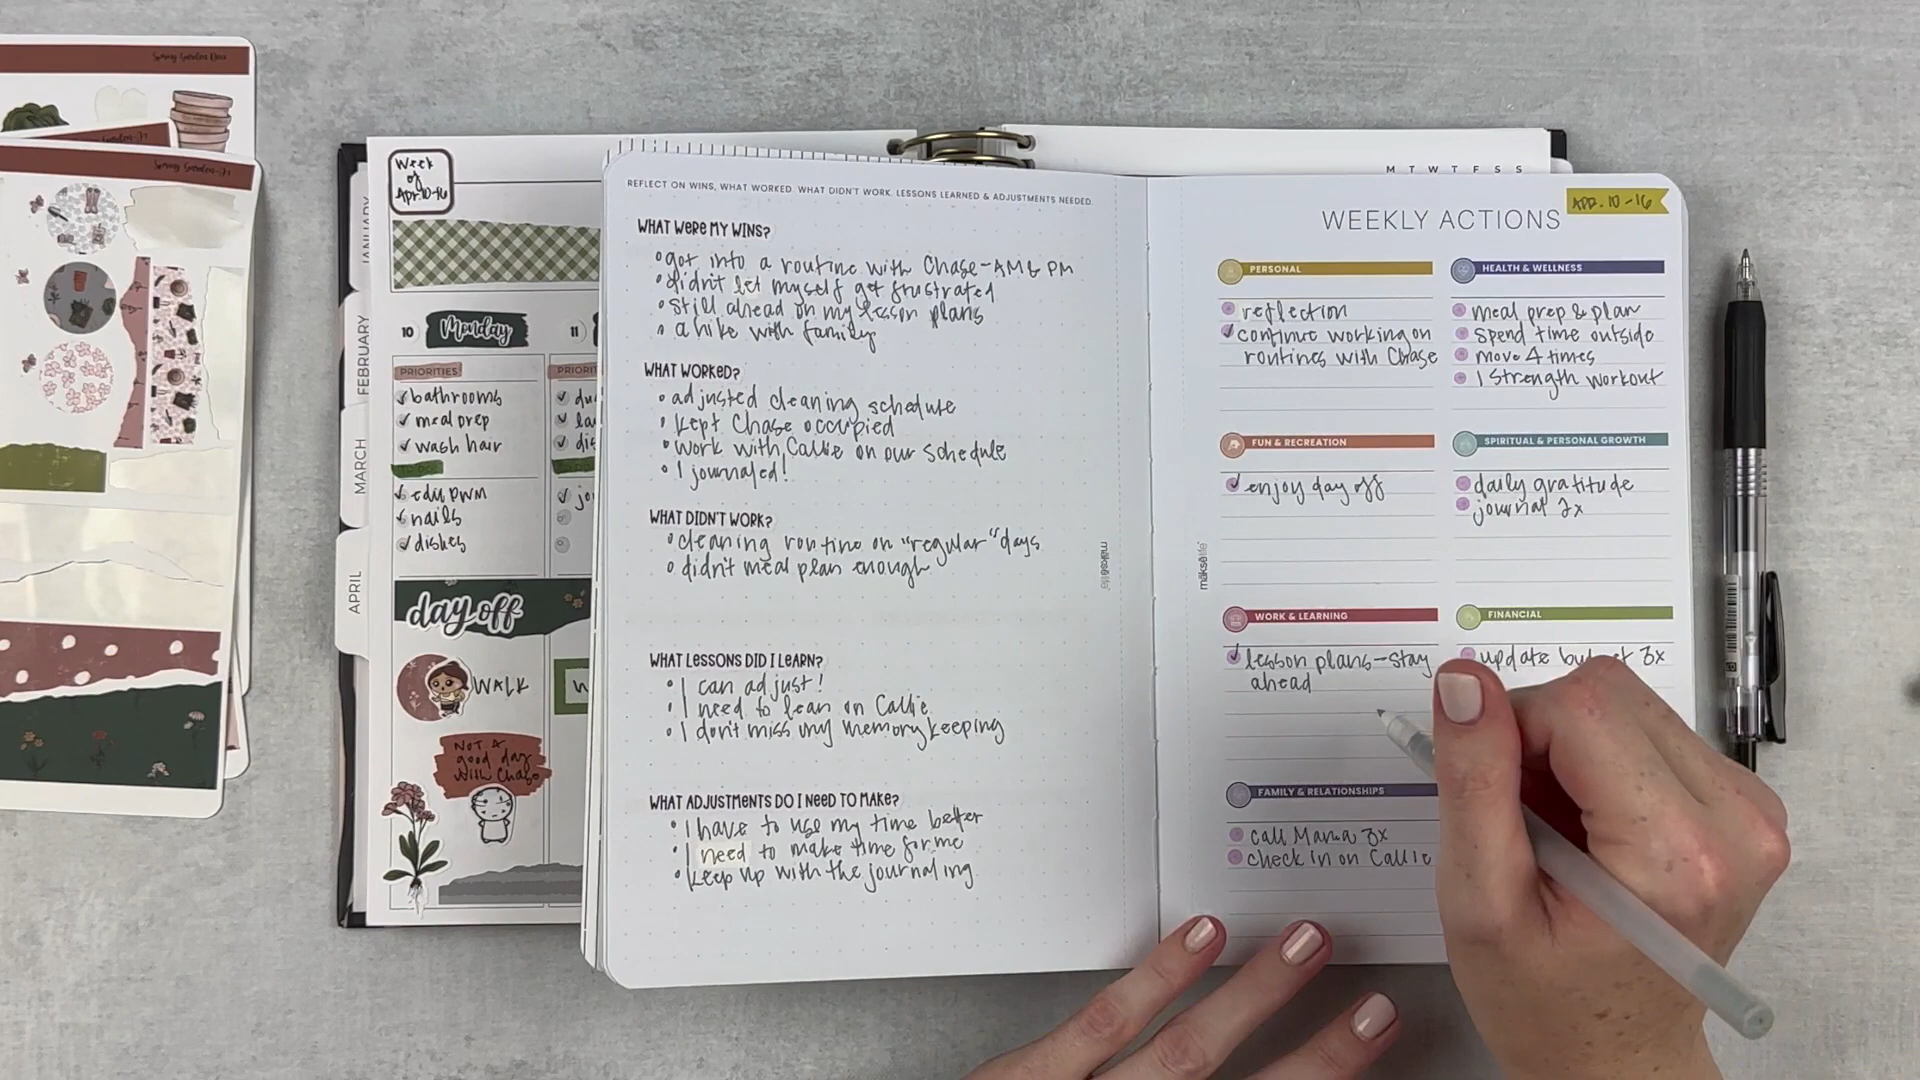 Spring Garden-
Spring Garden-
Week
of
Apr. 10-16
JANUARY
FEBRUARY
MARCH
APRIL
10 Monday 11
PRIORITIES
bathrooms
meal prep
wash hair
TO DO
edit PWM
nails
dishes
day off
WALK
NOT A
good day
with Chase
REFLECT ON WINS, WHAT WORKED. WHAT DIDN'T WORK. LESSONS LEARNED & ADJUSTMENTS NEEDED.
WHAT WERE MY WINS?
• got into a routine with Chase - AM & PM
• didn't let myself get frustrated
• still ahead on my lesson plans
• a hike with family
WHAT WORKED?
• adjusted cleaning schedule
• kept Chase occupied
• work with Callie on our schedule
• I journaled!
WHAT DIDN'T WORK?
• cleaning routine on "regular" days
• didn't meal plan enough
WHAT LESSONS DID I LEARN?
• I can adjust!
• I need to lean on Callie
• I don't miss my memory keeping
WHAT ADJUSTMENTS DO I NEED TO MAKE?
• I have to use my time better
• I need to make time for me
• keep up with the journaling
makselife
M T W T F S S
APR. 10-16
WEEKLY ACTIONS
PERSONAL
reflection
continue working on
routines with Chase
HEALTH & WELLNESS
meal prep & plan
spend time outside
move 4 times
1 strength workout
FUN & RECREATION
enjoy day off
SPIRITUAL & PERSONAL GROWTH
daily gratitude
journal 2x
makselife
WORK & LEARNING
lesson plans - stay
ahead
FINANCIAL
update budget 3x
FAMILY & RELATIONSHIPS
call Mama 3x
check in on Callie